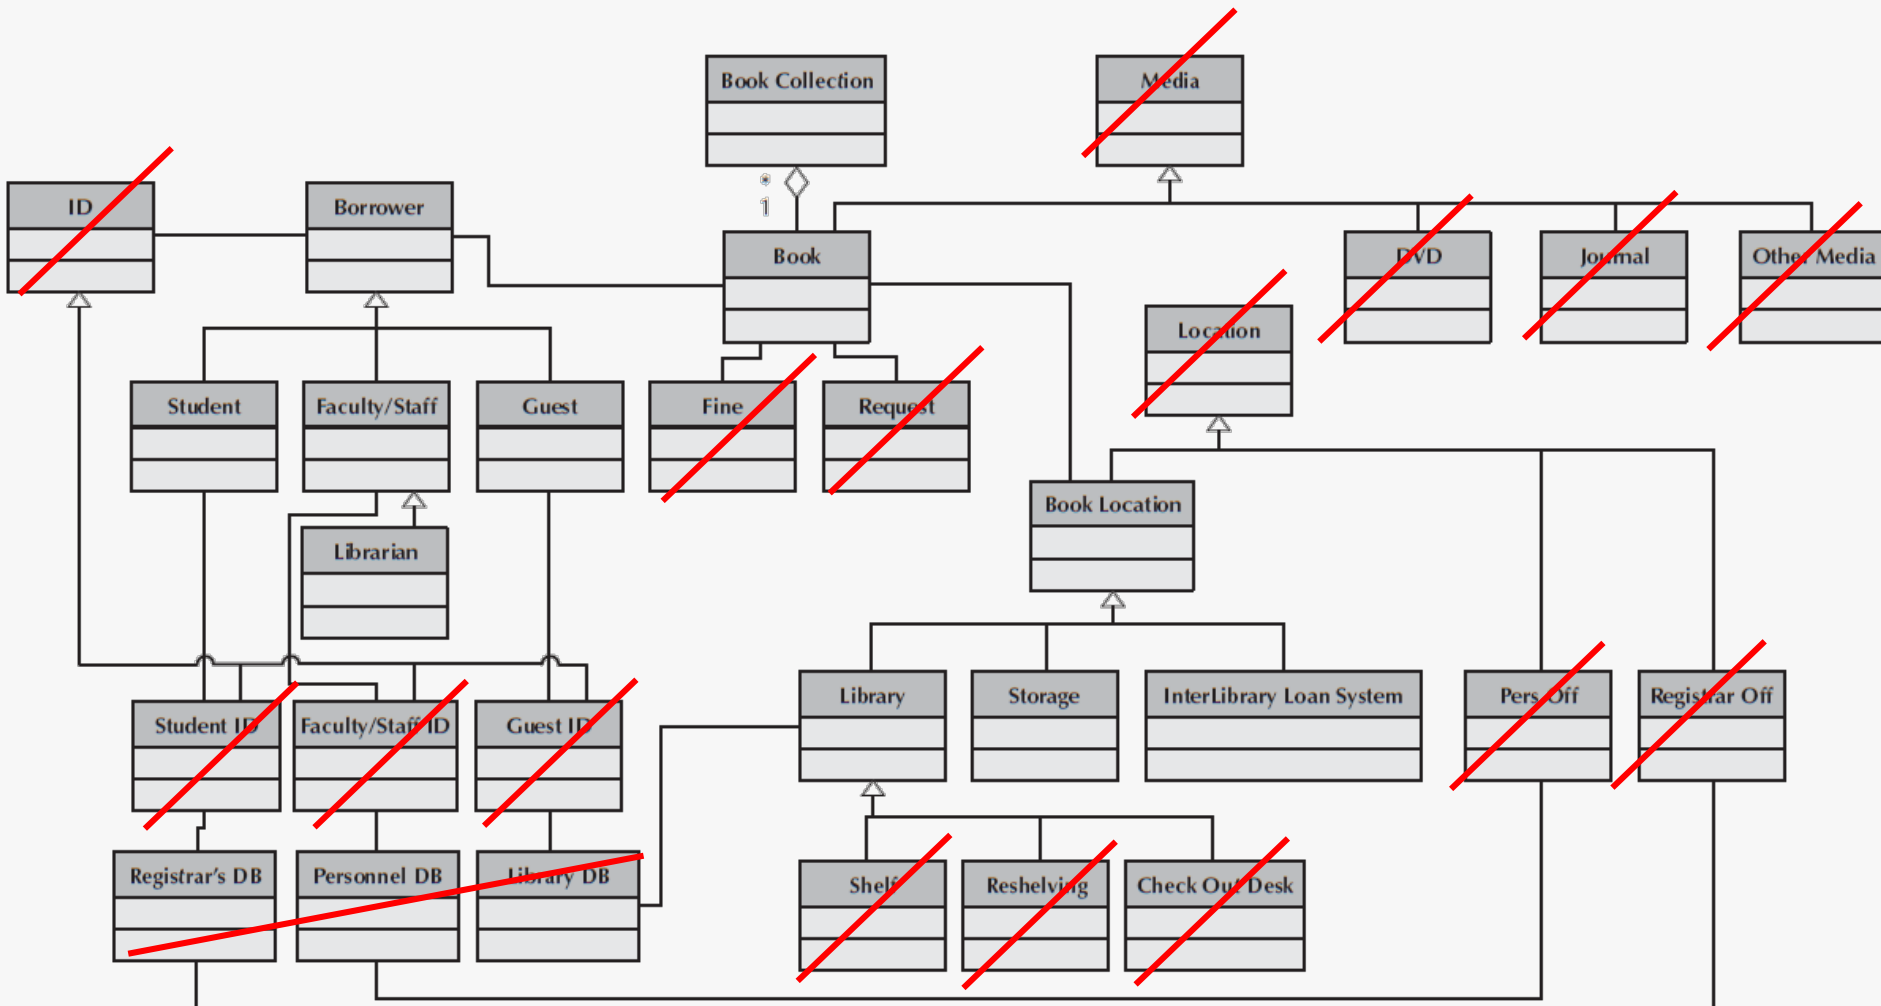 Book Collection
Media
*
1
ID
Borrower
Book
DVD
Journal
Other Media
Location
Student
Faculty/Staff
Guest
Fine
Request
Book Location
Librarian
Library
Storage
InterLibrary Loan System
Pers Off
Registrar Off
Student ID
Faculty/Staff ID
Guest ID
Registrar's DB
Personnel DB
Library DB
Shelf
Reshelving
Check Out Desk